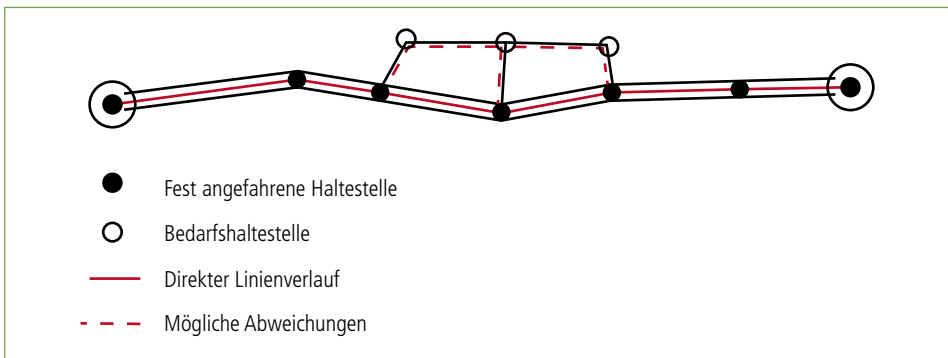 Fest angefahrene Haltestelle
Bedarfshaltestelle
Direkter Linienverlauf
Mögliche Abweichungen